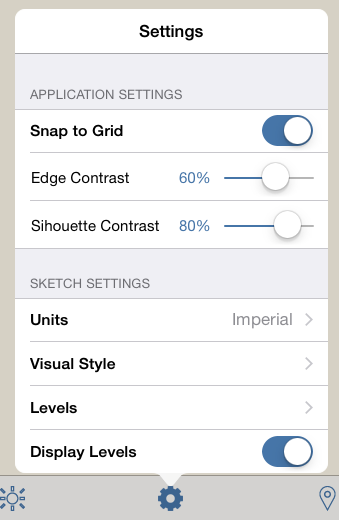 Settings
APPLICATION SETTINGS
Snap to Grid
Edge Contrast 60%
Sihouette Contrast 80%
SKETCH SETTINGS
Units Imperial
Visual Style
Levels
Display Levels